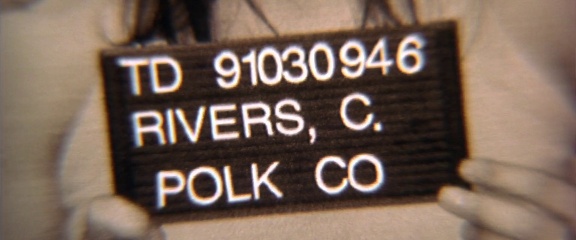 TD 91030946
RIVERS, C.
POLK CO